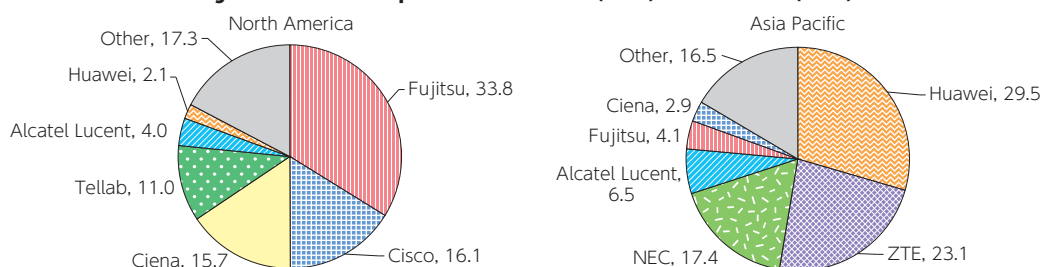 North America
Other, 17.3
Huawei, 2.1
Alcatel Lucent, 4.0
Tellab, 11.0
Ciena, 15.7
Fujitsu, 33.8
Cisco, 16.1
Asia Pacific
Other, 16.5
Ciena, 2.9
Fujitsu, 4.1
Alcatel Lucent,
6.5
NEC, 17.4
Huawei, 29.5
ZTE, 23.1